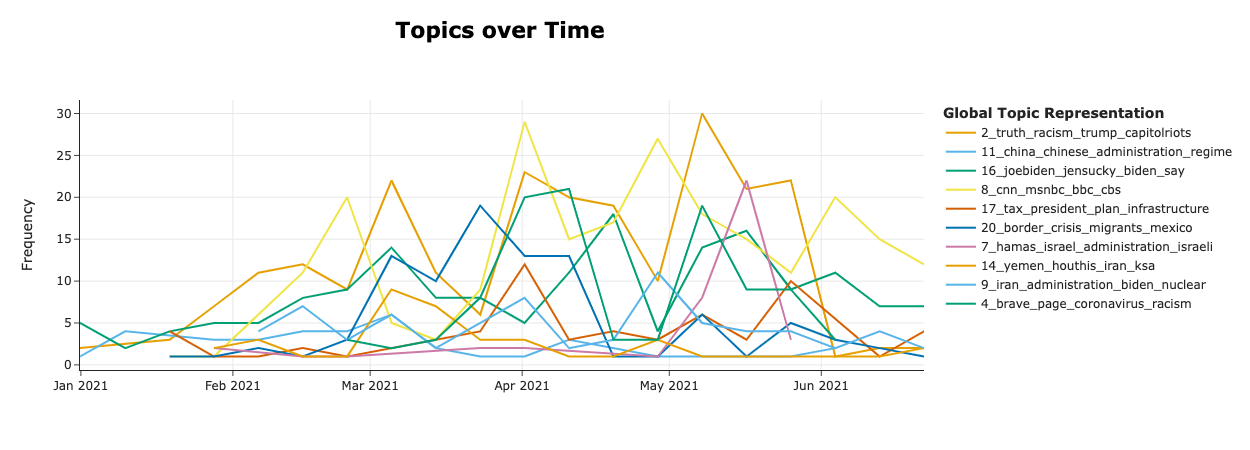 Topics over Time
Frequency
30
25
20
15
10
5
0
Jan 2021
Feb 2021
Mar 2021
Apr 2021
May 2021
Jun 2021
Global Topic Representation
2_truth_racism_trump_capitolriots
11_china_chinese_administration_regime
16_joebiden_jensucky_biden_say
8_cnn_msnbc_bbc_cbs
17_tax_president_plan_infrastructure
20_border_crisis_migrants_mexico
7_hamas_israel_administration_israeli
14_yemen_houthis_iran_ksa
9_iran_administration_biden_nuclear
4_brave_page_coronavirus_racism